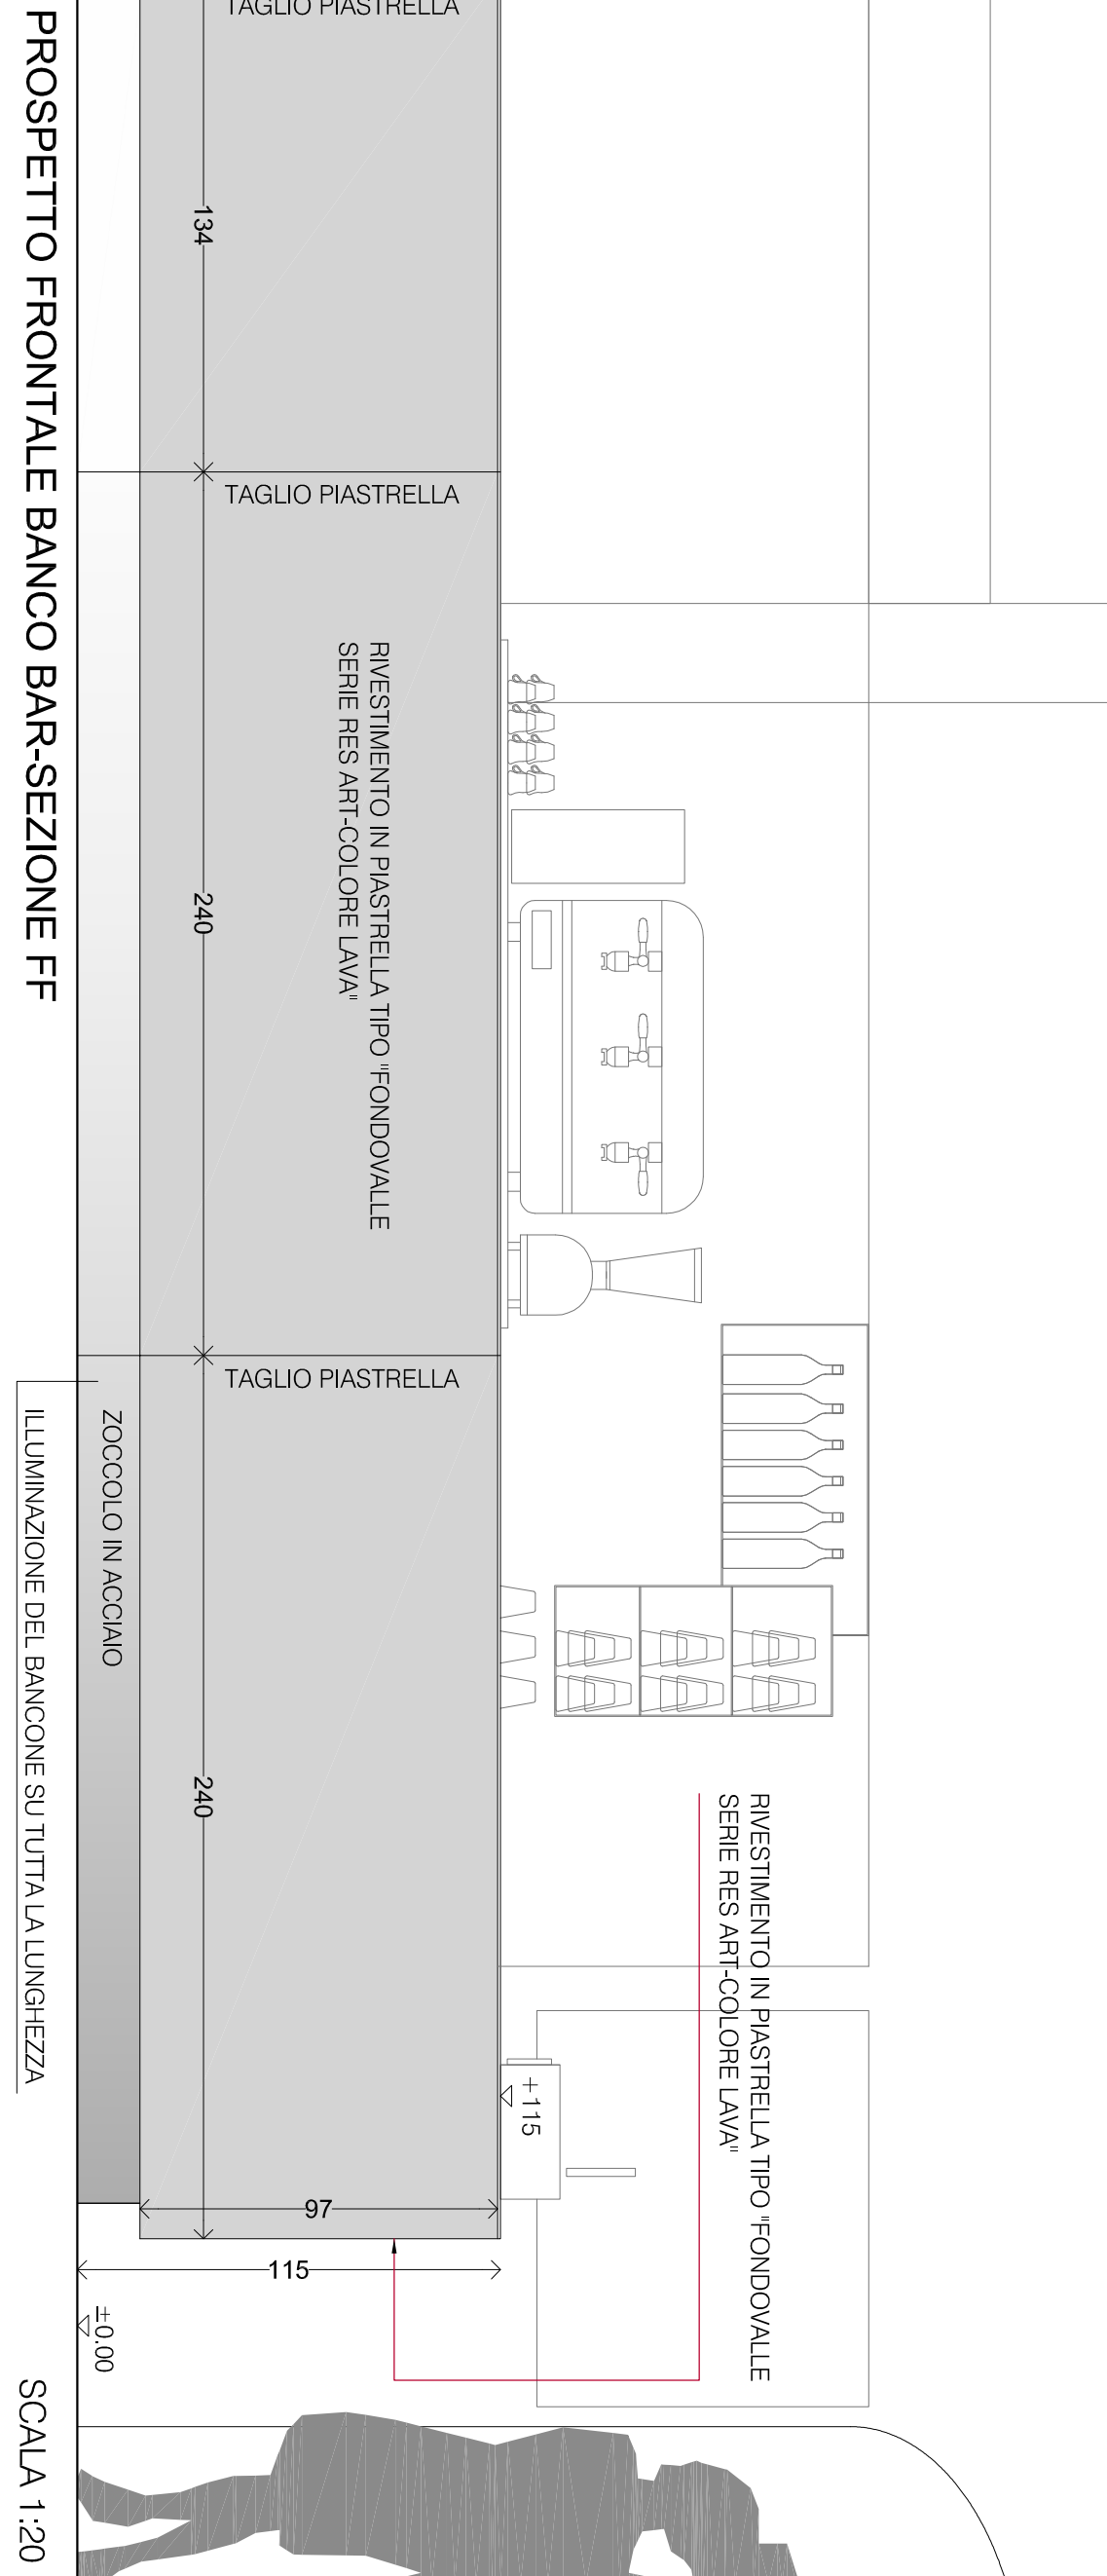 RIVESTIMENTO IN PIASTRELLA TIPO "FONDOVALLE
SERIE RES ART-COLORE LAVA"
+115
TAGLIO PIASTRELLA
TAGLIO PIASTRELLA
TAGLIO PIASTRELLA
RIVESTIMENTO IN PIASTRELLA TIPO "FONDOVALLE
SERIE RES ART-COLORE LAVA"
97
115
134
240
240
ZOCCOLO IN ACCIAIO
±0.00
ILLUMINAZIONE DEL BANCONE SU TUTTA LA LUNGHEZZA
PROSPETTO FRONTALE BANCO BAR-SEZIONE FF
SCALA 1:20